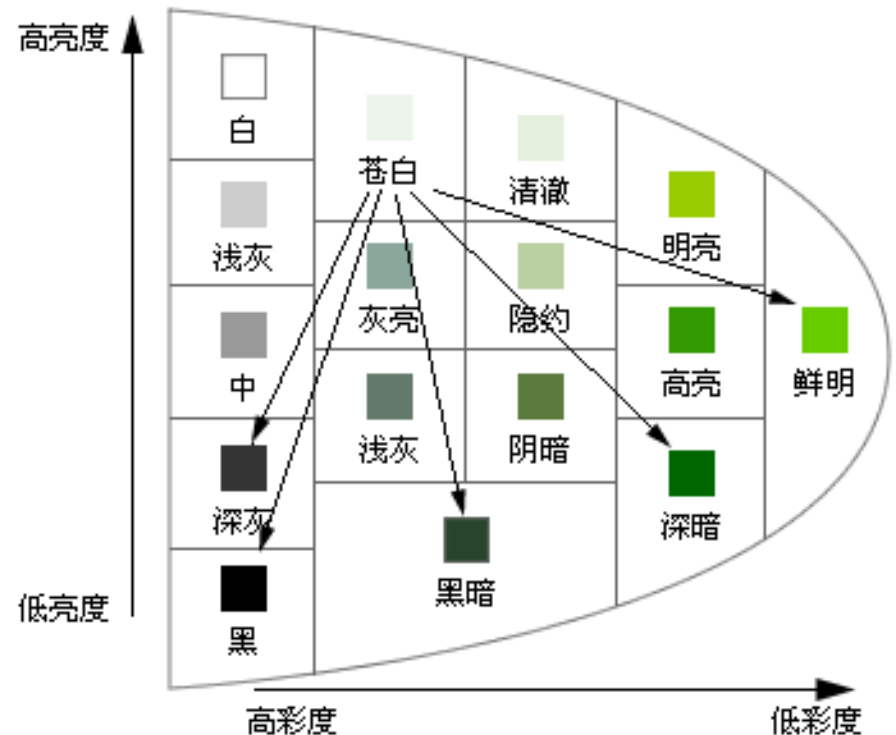 高亮度
白
苍白
清澈
浅灰
明亮
灰亮
隐约
中
高亮
鲜明
浅灰
阴暗
深灰
深暗
黑暗
低亮度
黑
高彩度
低彩度